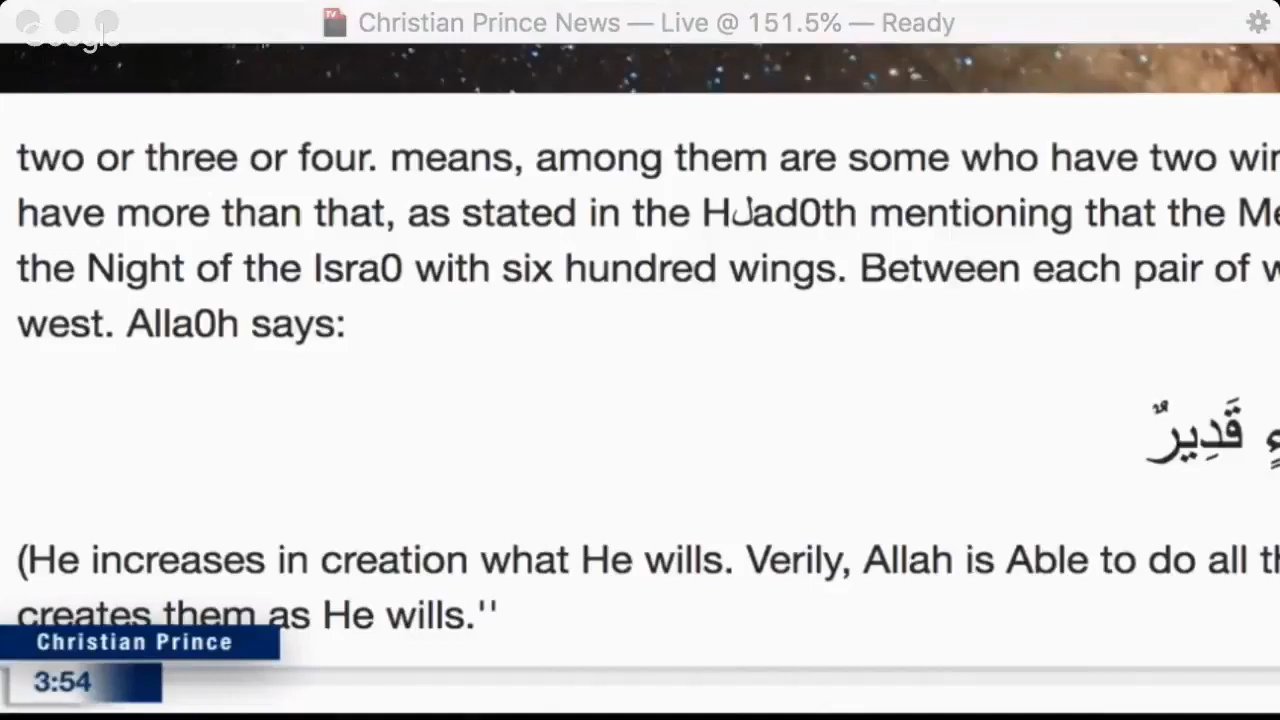 Christian Prince News — Live @ 151.5% — Ready
Google
two or three or four. means, among them are some who have two
have more than that, as stated in the Hﻟad0th mentioning that the
the Night of the Isra0 with six hundred wings. Between each pair of
west. Alla0h says:
قَدِيرٌ
(He increases in creation what He wills. Verily, Allah is Able to do all
creates them as He wills.''
Christian Prince
3:54